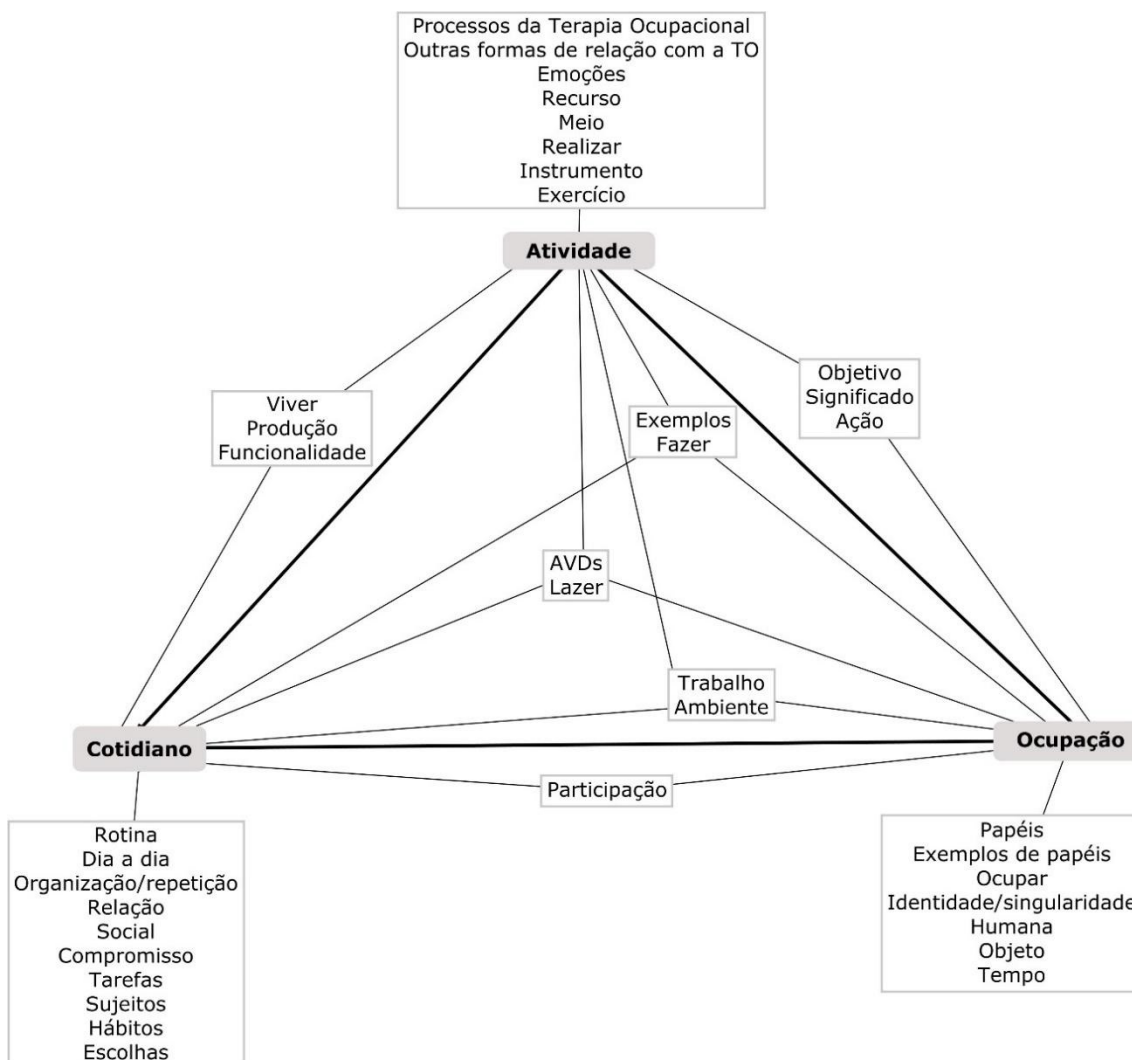 Processos da Terapia Ocupacional
Outras formas de relação com a TO
Emoções
Recurso
Meio
Realizar
Instrumento
Exercício
Atividade
Viver
Produção
Funcionalidade
Exemplos
Fazer
Objetivo
Significado
Ação
AVDs
Lazer
Trabalho
Ambiente
Cotidiano
Ocupação
Participação
Rotina
Dia a dia
Organização/repetição
Relação
Social
Compromisso
Tarefas
Sujeitos
Hábitos
Escolhas
Papéis
Exemplos de papéis
Ocupar
Identidade/singularidade
Humana
Objeto
Tempo